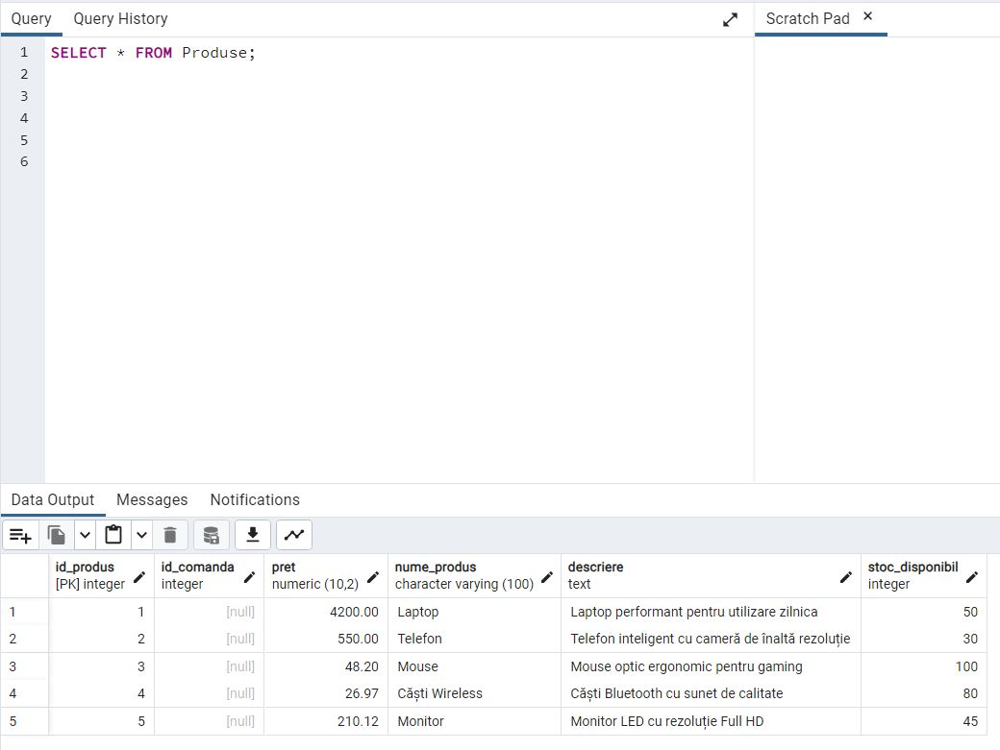 Query Query History Scratch Pad ×
1 SELECT * FROM Produse;
2
3
4
5
6
Data Output Messages Notifications
id_produs id_comanda pret nume_produs descriere stoc_disponibil
[PK] integer integer numeric (10,2) character varying (100) text integer
1 1 [null] 4200.00 Laptop Laptop performant pentru utilizare zilnica 50
2 2 [null] 550.00 Telefon Telefon inteligent cu cameră de înaltă rezoluție 30
3 3 [null] 48.20 Mouse Mouse optic ergonomic pentru gaming 100
4 4 [null] 26.97 Căști Wireless Căști Bluetooth cu sunet de calitate 80
5 5 [null] 210.12 Monitor Monitor LED cu rezoluție Full HD 45